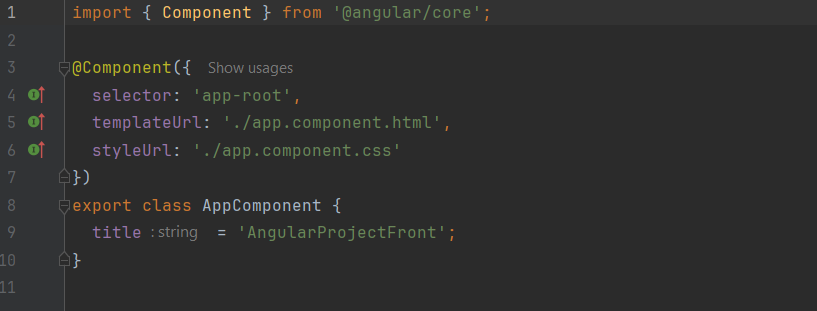 1 import { Component } from '@angular/core';
2
3 @Component({ Show usages
4 selector: 'app-root',
5 templateUrl: './app.component.html',
6 styleUrl: './app.component.css'
7 })
8 export class AppComponent {
9 title : string = 'AngularProjectFront';
10 }
11